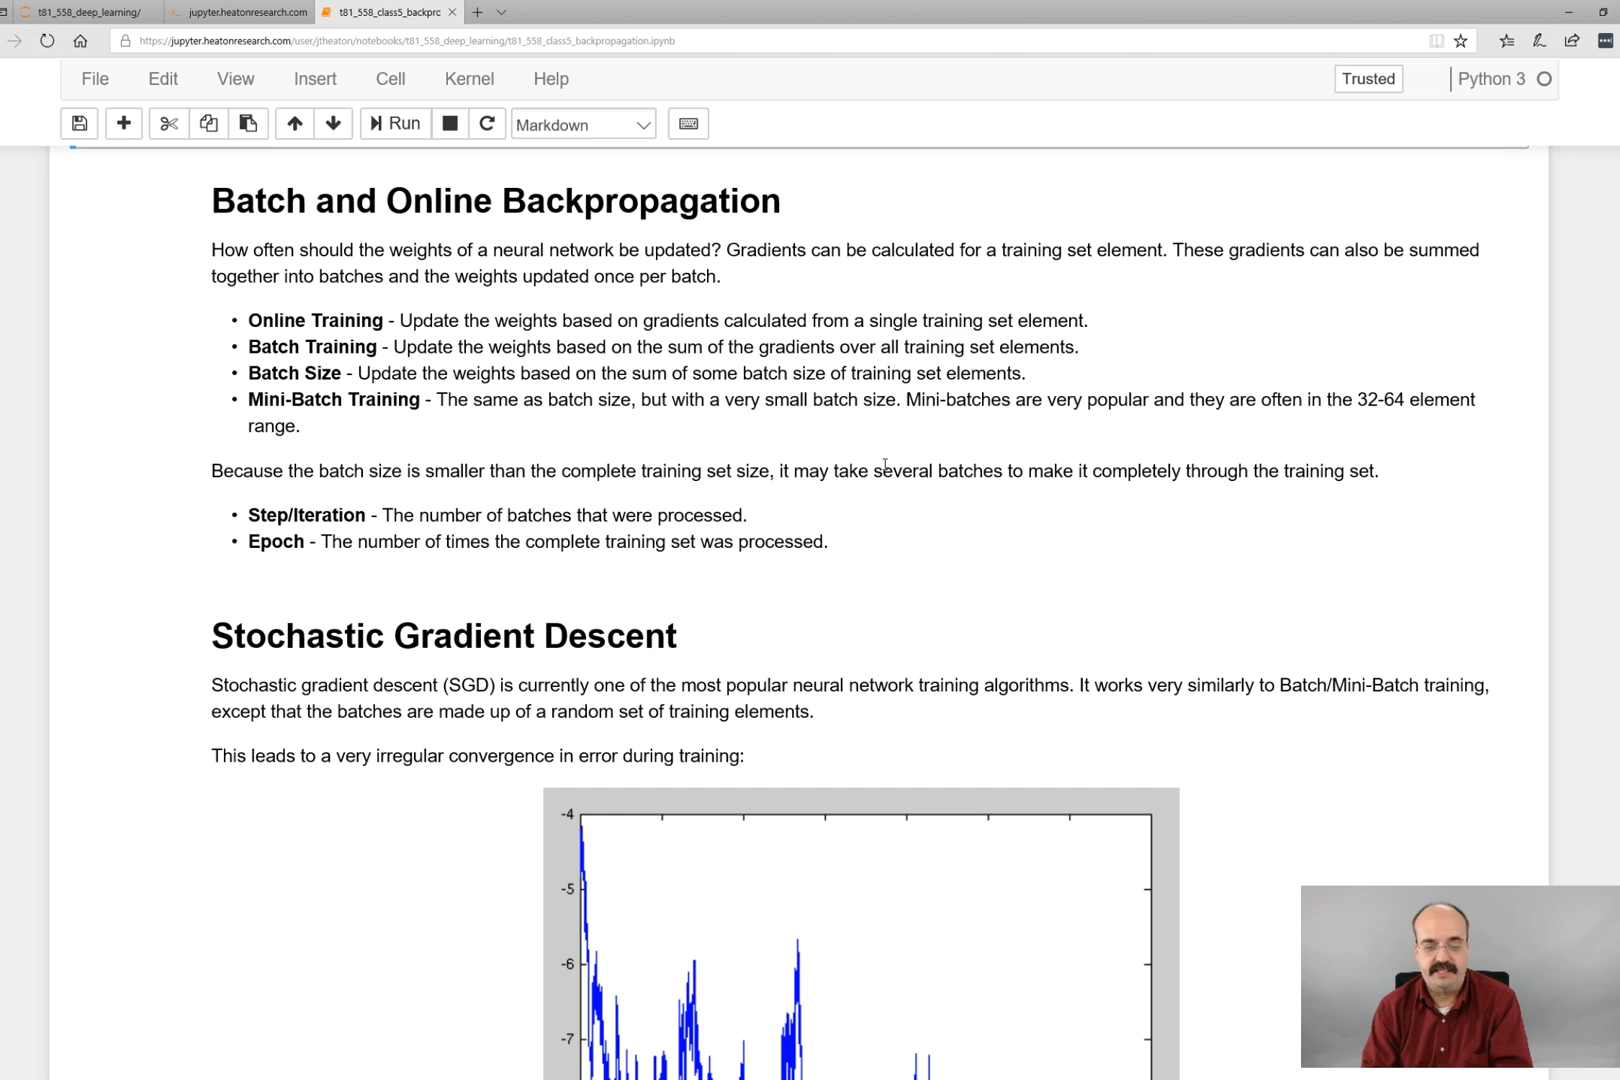 t81_558_deep_learning/
jupyter.heatonresearch.com
t81_558_class5_backpro
https://jupyter.heatonresearch.com/user/jtheaton/notebooks/t81_558_deep_learning/t81_558_class5_backpropagation.ipynb
File Edit View Insert Cell Kernel Help Trusted Python 3
Run Markdown
Batch and Online Backpropagation
How often should the weights of a neural network be updated? Gradients can be calculated for a training set element. These gradients can also be summed
together into batches and the weights updated once per batch.
• Online Training - Update the weights based on gradients calculated from a single training set element.
• Batch Training - Update the weights based on the sum of the gradients over all training set elements.
• Batch Size - Update the weights based on the sum of some batch size of training set elements.
• Mini-Batch Training - The same as batch size, but with a very small batch size. Mini-batches are very popular and they are often in the 32-64 element
range.
Because the batch size is smaller than the complete training set size, it may take several batches to make it completely through the training set.
• Step/Iteration - The number of batches that were processed.
• Epoch - The number of times the complete training set was processed.
Stochastic Gradient Descent
Stochastic gradient descent (SGD) is currently one of the most popular neural network training algorithms. It works very similarly to Batch/Mini-Batch training,
except that the batches are made up of a random set of training elements.
This leads to a very irregular convergence in error during training:
-4
-5
-6
-7